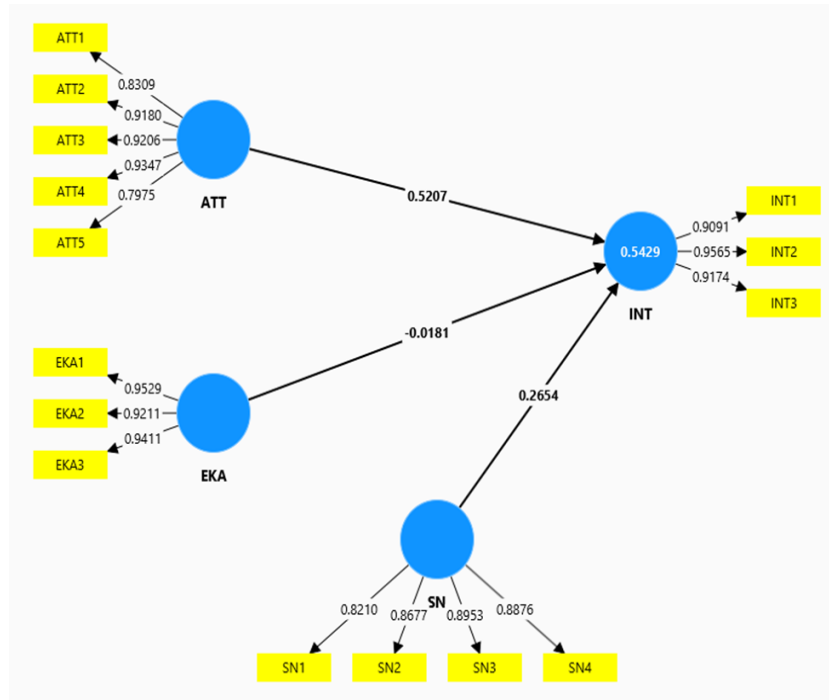 ATT1
0.8309
ATT2
0.9180
ATT3
0.9206
ATT4
0.9347
ATT5
0.7975
ATT
0.5207
INT1
0.9091
0.5429
0.9565
INT2
0.9174
INT3
INT
-0.0181
EKA1
0.9529
EKA2
0.9211
0.9411
EKA3
EKA
0.2654
SN
0.8210
0.8677
0.8953
0.8876
SN1
SN2
SN3
SN4